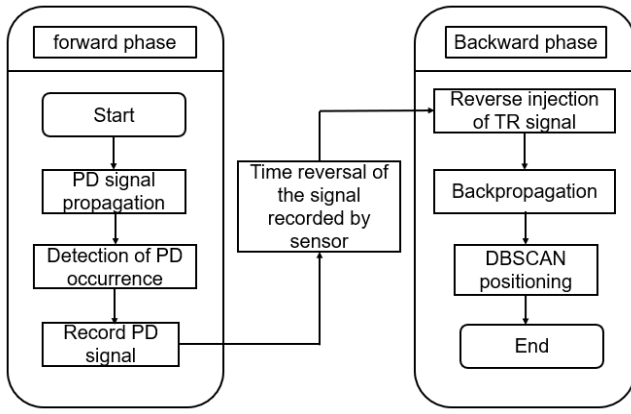 forward phase
Start
PD signal
propagation
Detection of PD
occurrence
Record PD
signal
Time reversal of
the signal
recorded by
sensor
Backward phase
Reverse injection
of TR signal
Backpropagation
DBSCAN
positioning
End